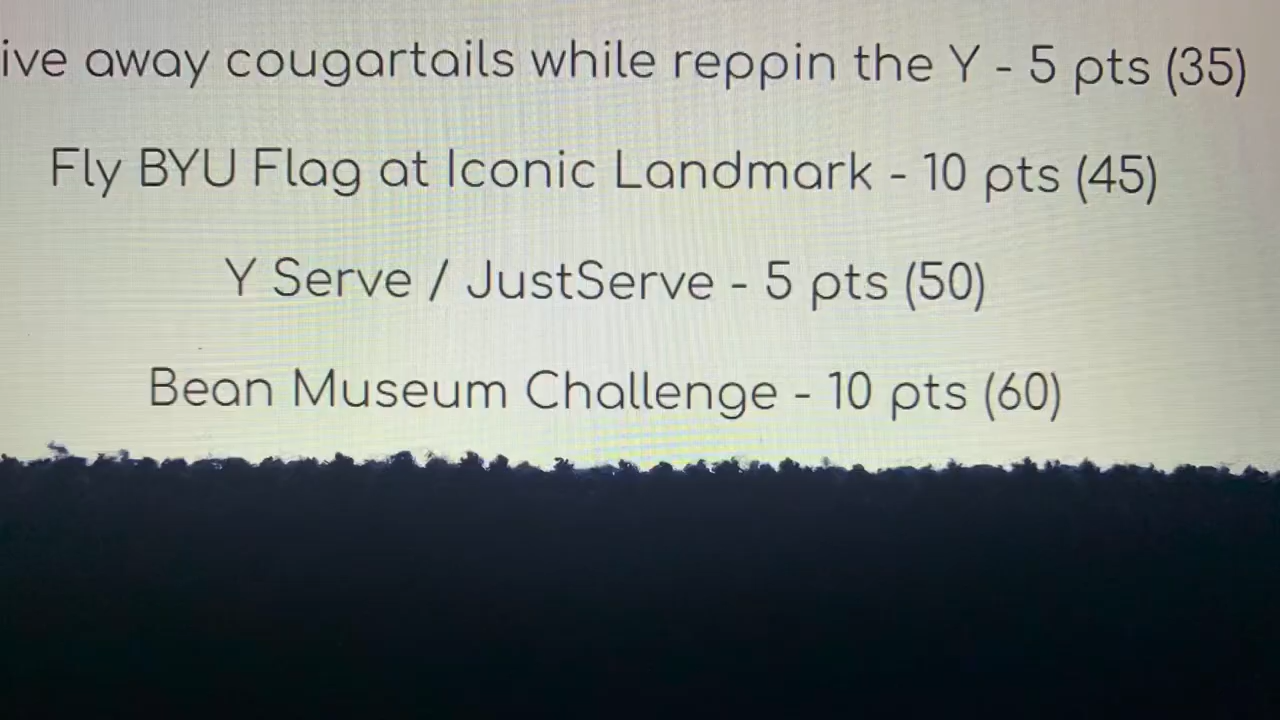 ive away cougartails while reppin the Y - 5 pts (35)
Fly BYU Flag at Iconic Landmark - 10 pts (45)
Y Serve / JustServe - 5 pts (50)
Bean Museum Challenge - 10 pts (60)